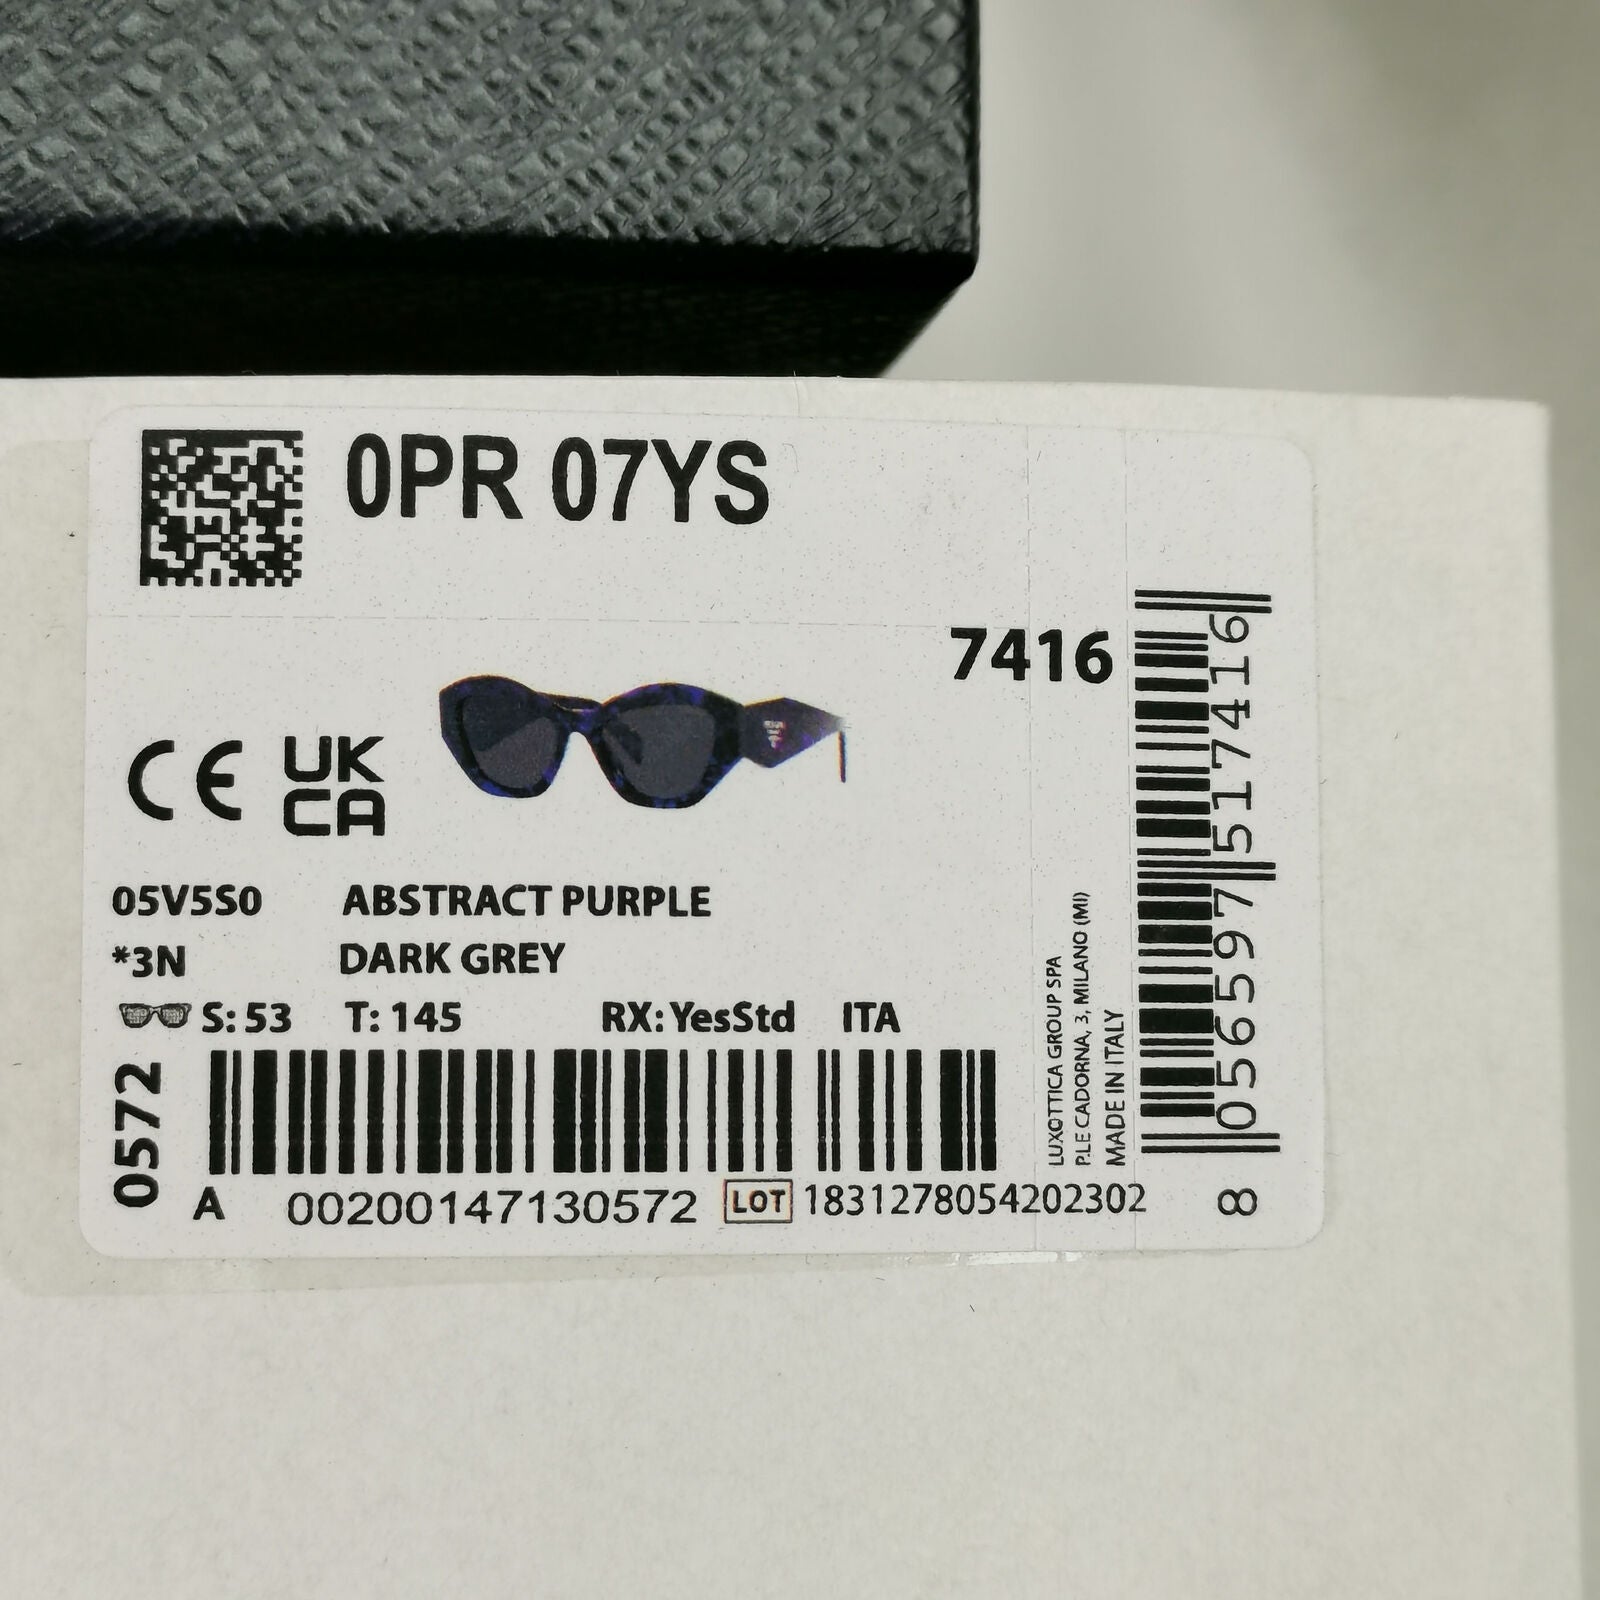 0PR 07YS
7416
CE
UK
CA
05V5S0 ABSTRACT PURPLE
*3N DARK GREY
S: 53 T: 145 RX: YesStd ITA
0572
A 00200147130572 LOT 1831278054202302
LUXOTTICA GROUP SPA
P.LE CADORNA, 3, MILANO (MI)
MADE IN ITALY
8 056597 517416